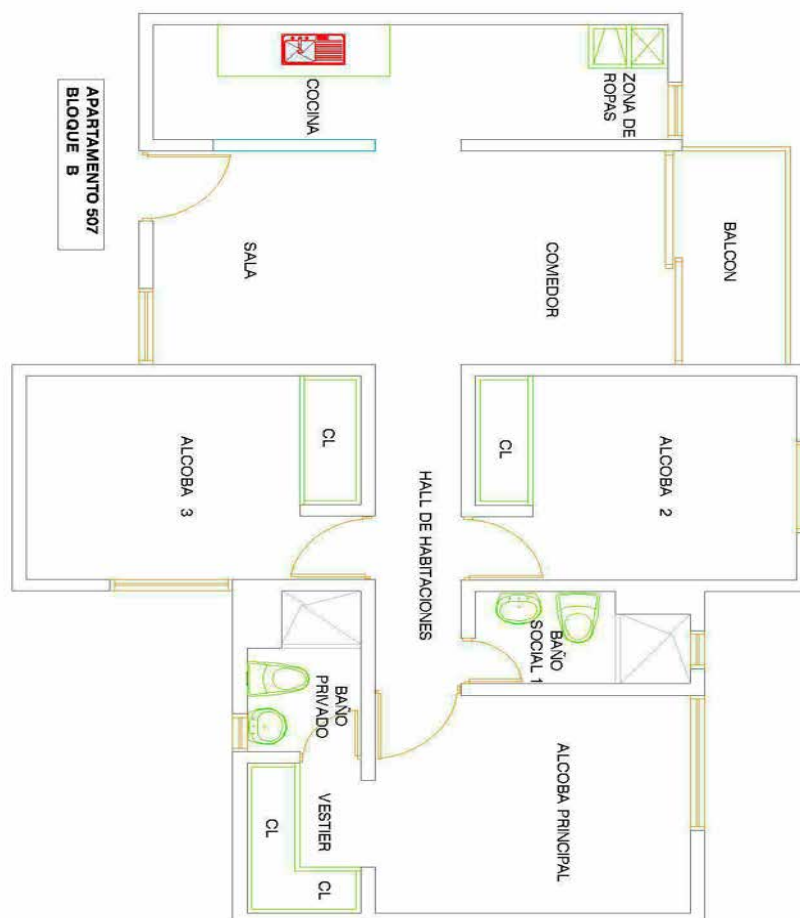 APARTAMENTO 507
BLOQUE B
COCINA
ZONA DE
ROPAS
SALA
COMEDOR
BALCON
ALCOBA 3
CL
HALL DE HABITACIONES
CL
ALCOBA 2
BAÑO
PRIVADO
BAÑO
SOCIAL 1
VESTIER
CL
CL
ALCOBA PRINCIPAL